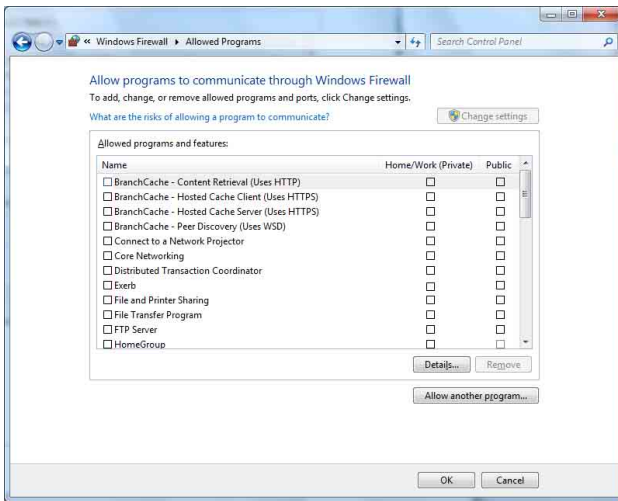 « Windows Firewall ▸ Allowed Programs
Search Control Panel
Allow programs to communicate through Windows Firewall
To add, change, or remove allowed programs and ports, click Change settings.
What are the risks of allowing a program to communicate?
Change settings
Allowed programs and features:
Name Home/Work (Private) Public
BranchCache - Content Retrieval (Uses HTTP)
BranchCache - Hosted Cache Client (Uses HTTPS)
BranchCache - Hosted Cache Server (Uses HTTPS)
BranchCache - Peer Discovery (Uses WSD)
Connect to a Network Projector
Core Networking
Distributed Transaction Coordinator
Exerb
File and Printer Sharing
File Transfer Program
FTP Server
HomeGroup
Details... Remove
Allow another program...
OK Cancel